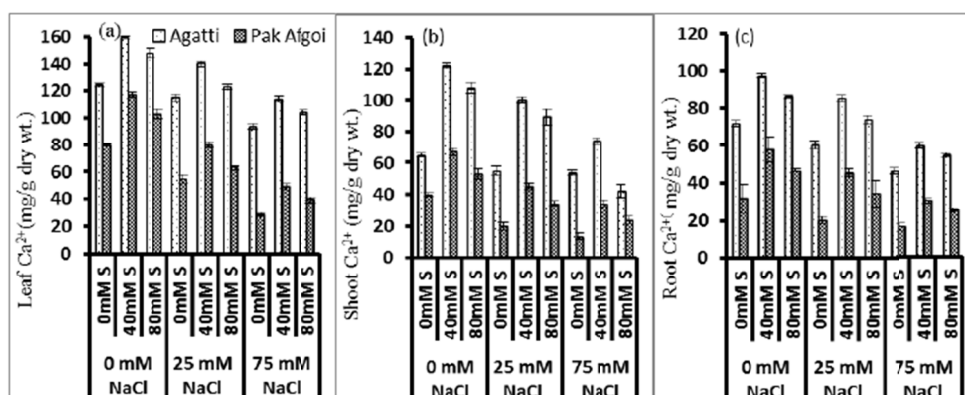 (a)
Agatti
Pak Afgoi
Leaf Ca²⁺(mg/g dry wt.)
160
140
120
100
80
60
40
20
0
0mM S
40mM S
80mM S
0mM S
40mM S
80mM S
0mM S
40mM S
80mM S
0 mM
NaCl
25 mM
NaCl
75 mM
NaCl
(b)
Shoot Ca²⁺ (mg/g dry wt.)
140
120
100
80
60
40
20
0
0mM S
40mM S
80mM S
0mM S
40mM S
80mM S
0mM S
40mM S
80mM S
0 mM
NaCl
25 mM
NaCl
75 mM
NaCl
(c)
Root Ca²⁺( mg/g dry wt.)
120
100
80
60
40
20
0
0mM S
40mM S
80mM S
0mM S
40mM S
80mM S
0mM S
40mM S
80mM S
0 mM
NaCl
25 mM
NaCl
75 mM
NaCl